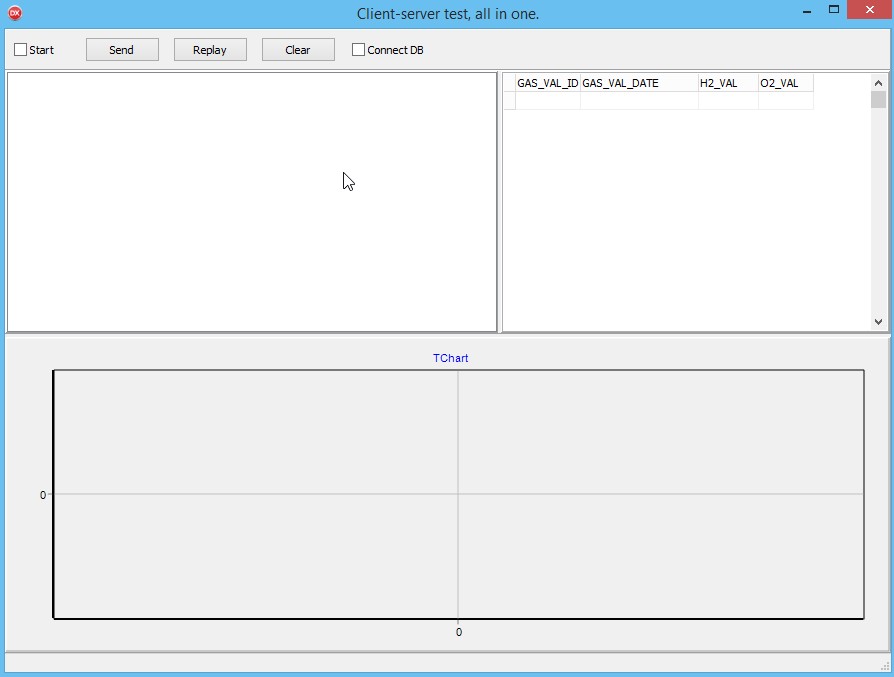 DX Client-server test, all in one.
Start Send Replay Clear Connect DB
GAS_VAL_ID GAS_VAL_DATE H2_VAL O2_VAL
TChart
0
0